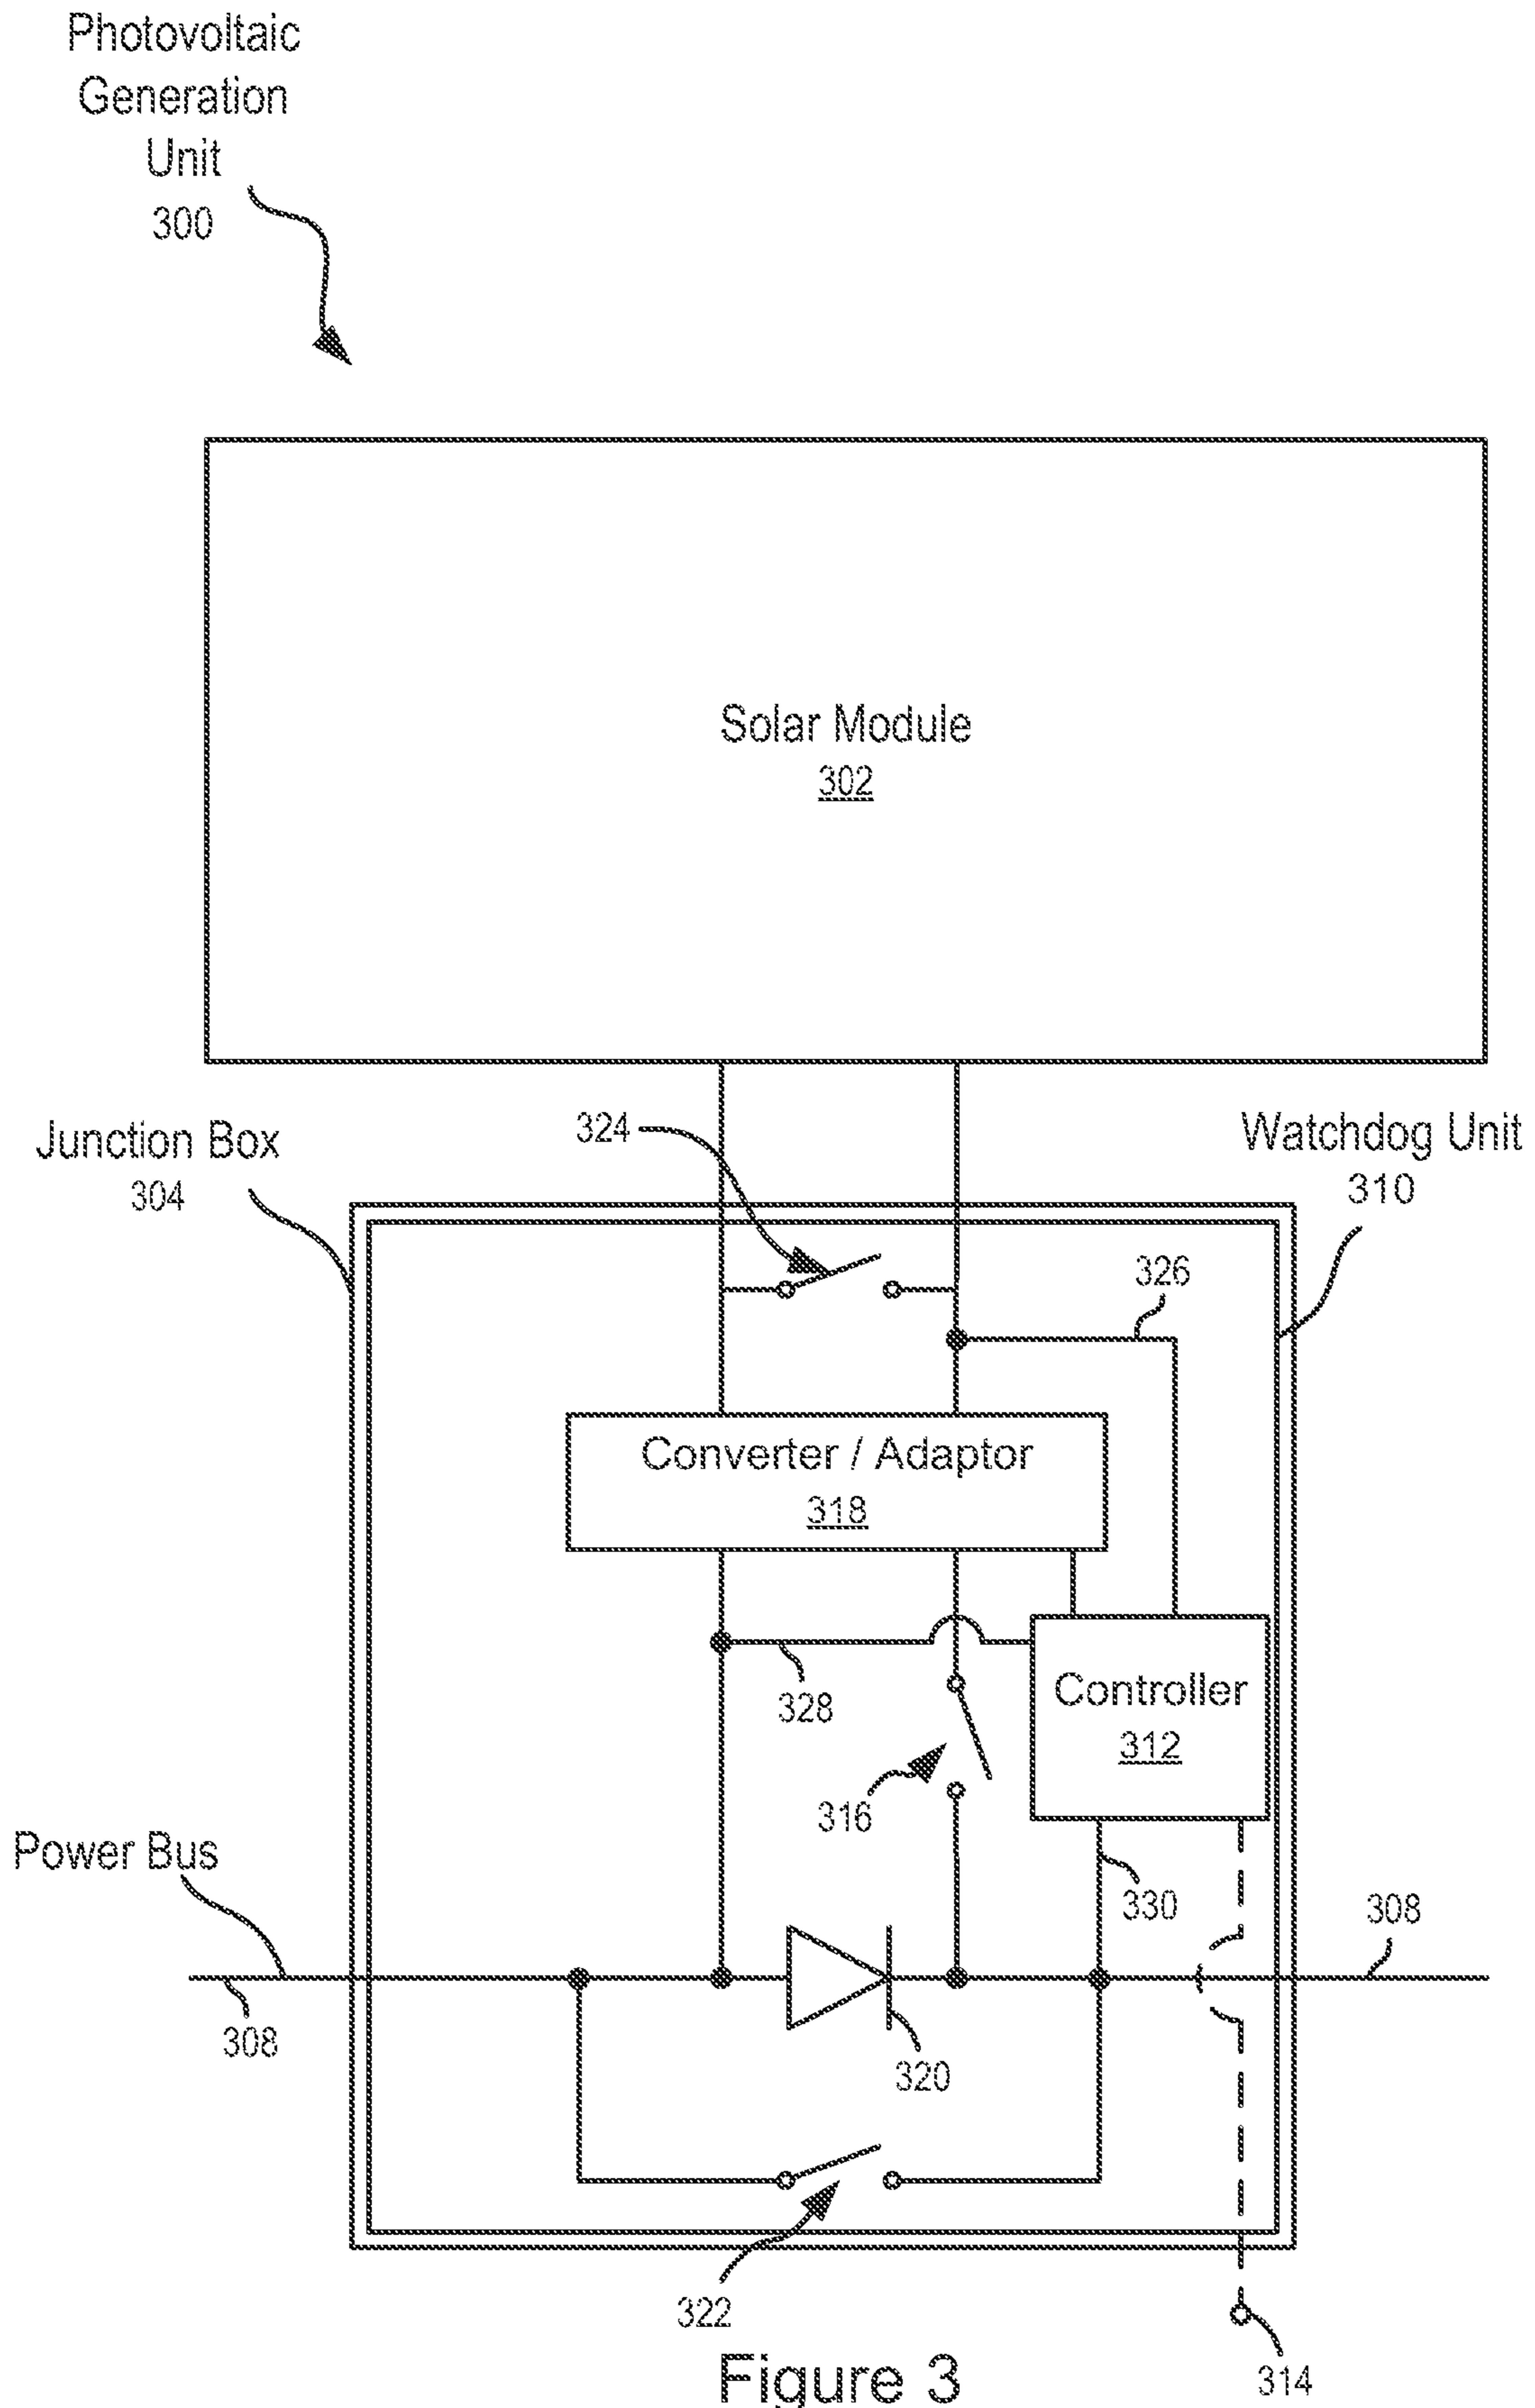 Photovoltaic
Generation
Unit
300
Solar Module
302
324
Junction Box
304
Watchdog Unit
310
326
Converter / Adaptor
318
328
Controller
312
316
Power Bus
330
308
308
320
322
314
Figure 3